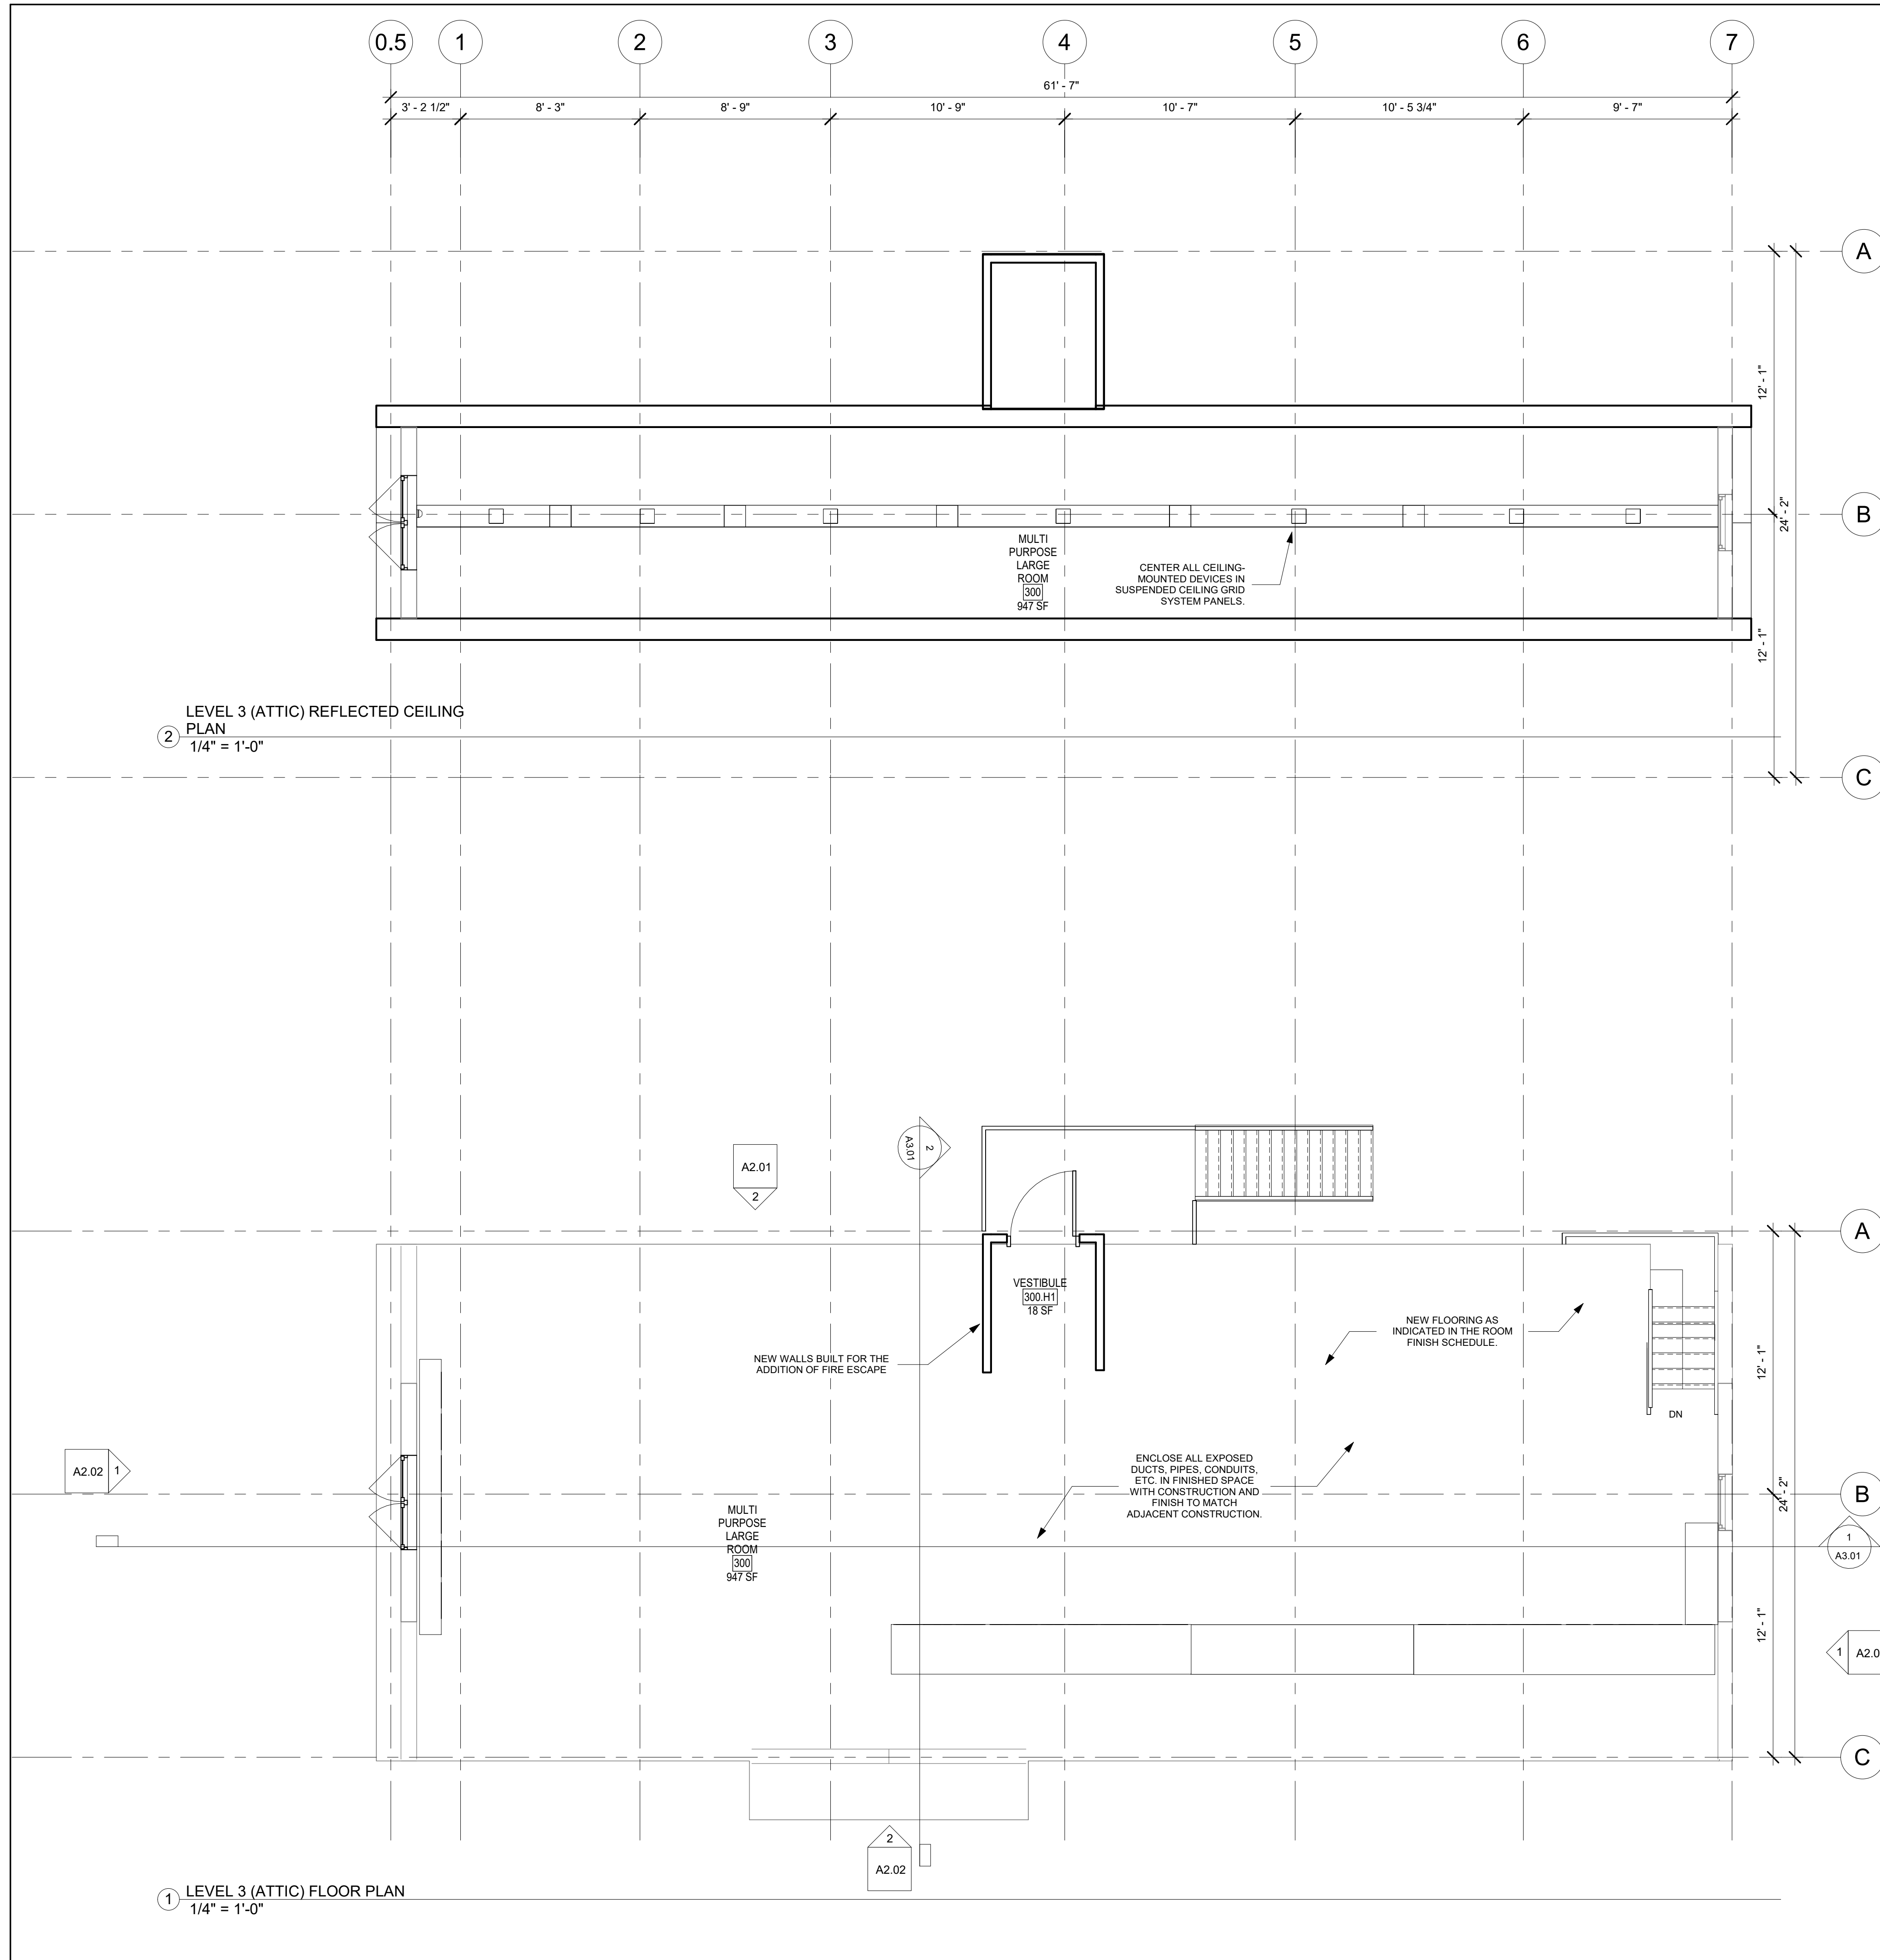 0.5
1
2
3
4
5
6
7
61' - 7"
3' - 2 1/2"
8' - 3"
8' - 9"
10' - 9"
10' - 7"
10' - 5 3/4"
9' - 7"
A
12' - 1"
B
24' - 2"
MULTI
PURPOSE
LARGE
ROOM
300
947 SF
CENTER ALL CEILING-
MOUNTED DEVICES IN
SUSPENDED CEILING GRID
SYSTEM PANELS.
12' - 1"
LEVEL 3 (ATTIC) REFLECTED CEILING
PLAN
2
1/4" = 1'-0"
C
A2.01
2
2
A3.01
A
VESTIBULE
300.H1
18 SF
NEW FLOORING AS
INDICATED IN THE ROOM
FINISH SCHEDULE.
NEW WALLS BUILT FOR THE
ADDITION OF FIRE ESCAPE
12' - 1"
DN
A2.02
1
ENCLOSE ALL EXPOSED
DUCTS, PIPES, CONDUITS,
ETC. IN FINISHED SPACE
WITH CONSTRUCTION AND
FINISH TO MATCH
ADJACENT CONSTRUCTION.
B
24' - 2"
MULTI
PURPOSE
LARGE
ROOM
300
947 SF
1
A3.01
12' - 1"
1
A2.0
C
2
A2.02
1
LEVEL 3 (ATTIC) FLOOR PLAN
1/4" = 1'-0"